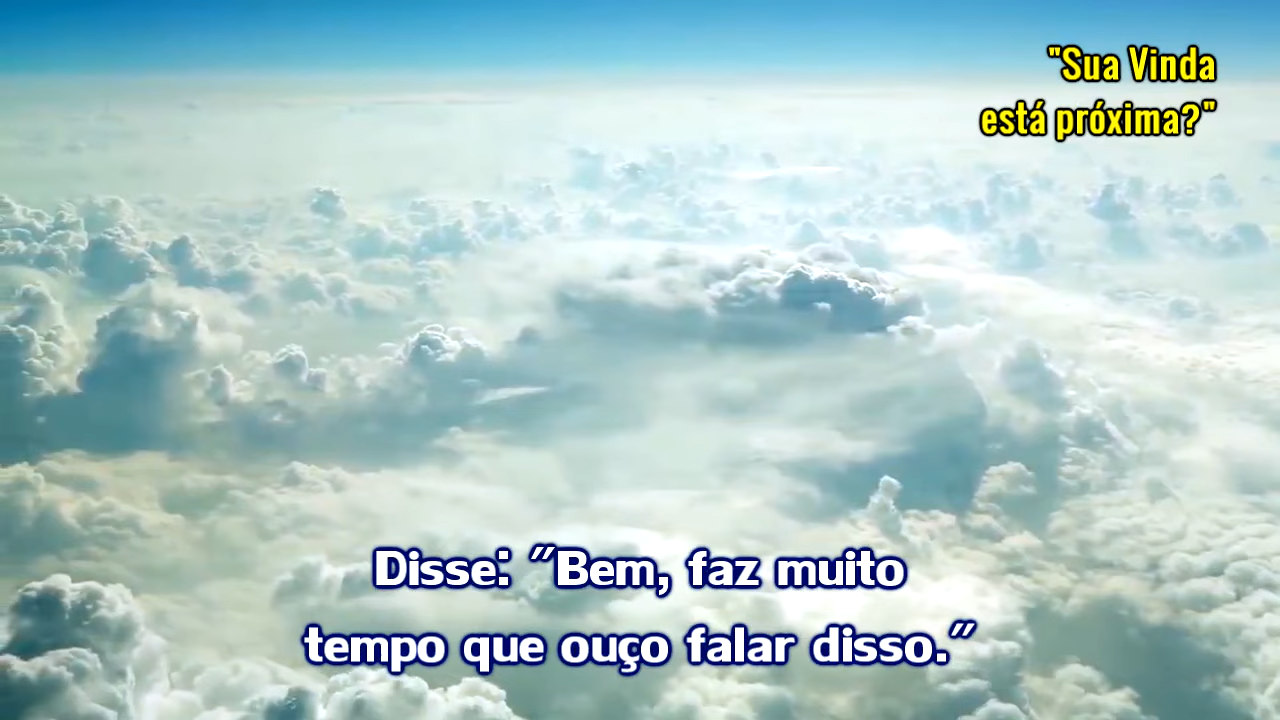 "Sua Vinda
está próxima?"
Disse: "Bem, faz muito
tempo que ouço falar disso."